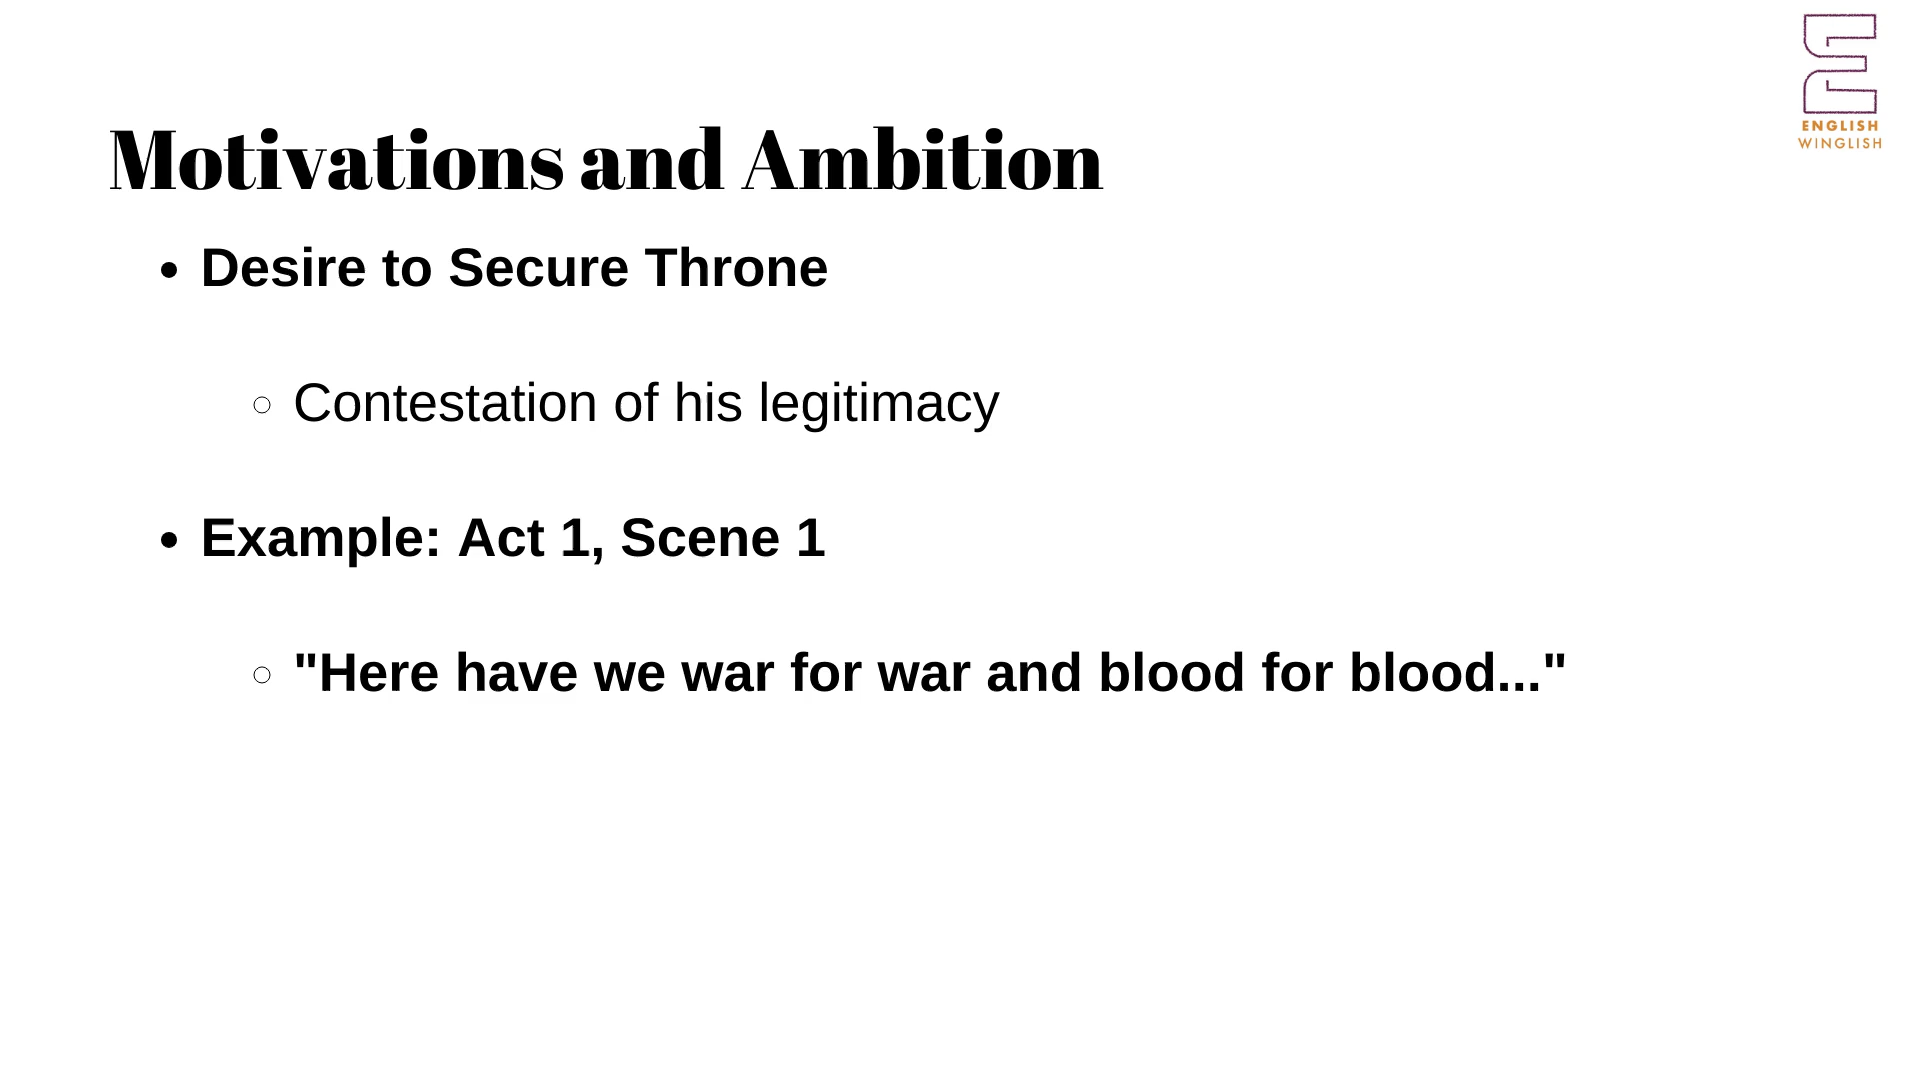 ENGLISH
WINGLISH
Motivations and Ambition
Desire to Secure Throne
Contestation of his legitimacy
Example: Act 1, Scene 1
"Here have we war for war and blood for blood..."